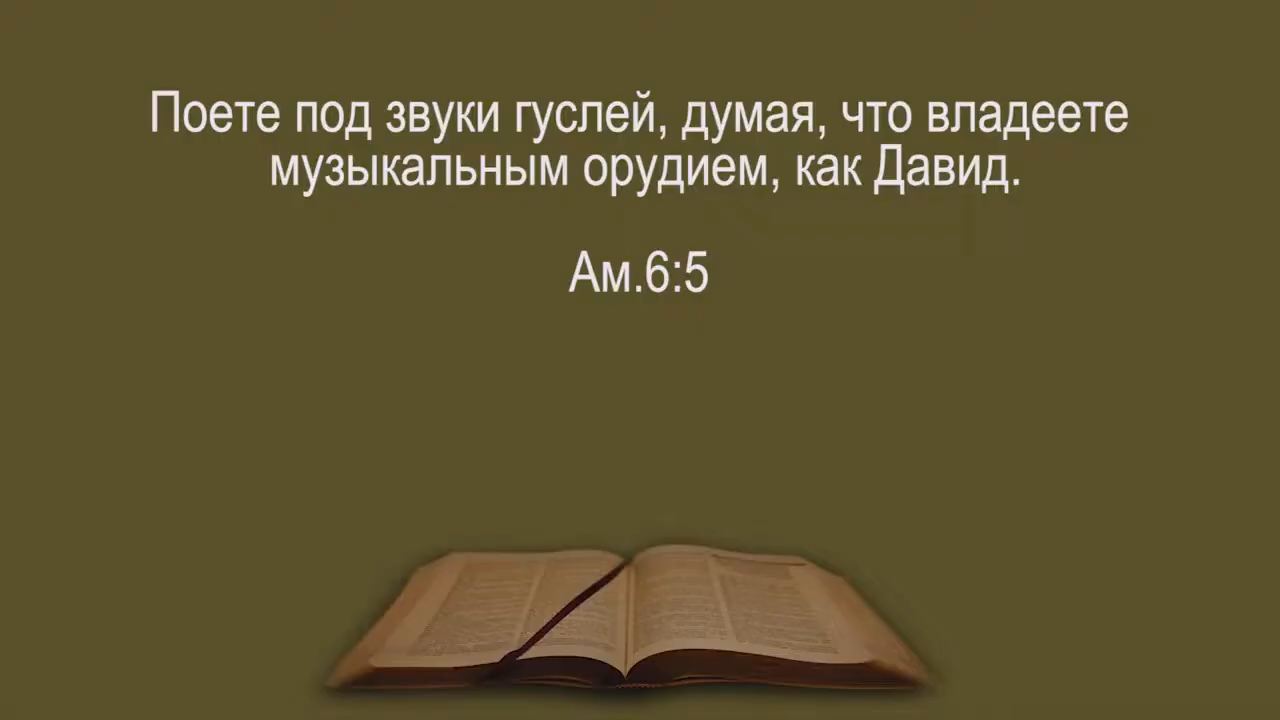 Поете под звуки гуслей, думая, что владеете
музыкальным орудием, как Давид.
Ам.6:5